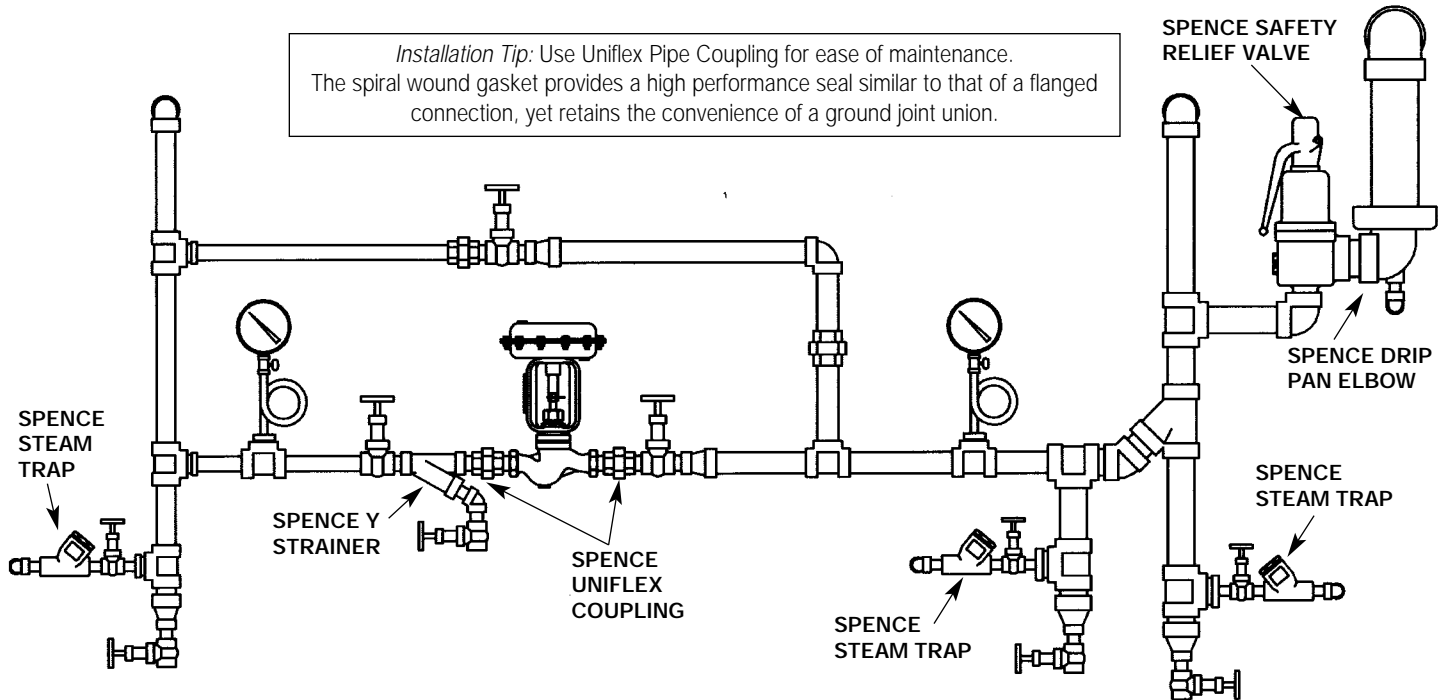 Installation Tip: Use Uniflex Pipe Coupling for ease of maintenance.
The spiral wound gasket provides a high performance seal similar to that of a flanged
connection, yet retains the convenience of a ground joint union.
SPENCE SAFETY
RELIEF VALVE
SPENCE DRIP
PAN ELBOW
SPENCE
STEAM
TRAP
SPENCE Y
STRAINER
SPENCE
UNIFLEX
COUPLING
SPENCE
STEAM TRAP
SPENCE
STEAM TRAP